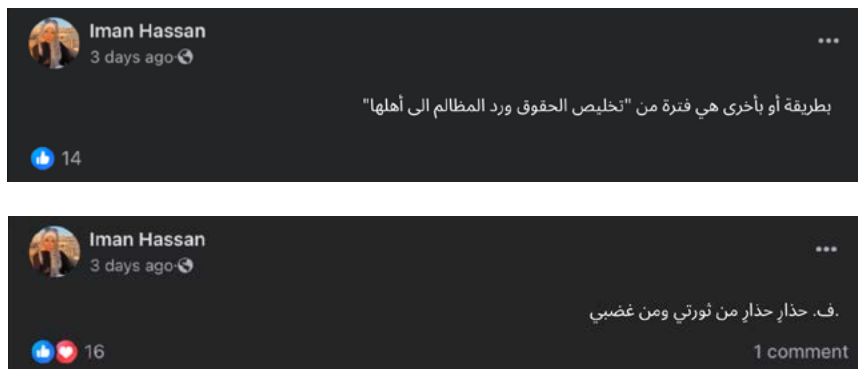 Iman Hassan
3 days ago
بطريقة أو بأخرى هي فترة من "تخليص الحقوق ورد المظالم الى أهلها"
14
Iman Hassan
3 days ago
.ف. حذارِ حذارِ من ثورتي ومن غضبي
16 1 comment